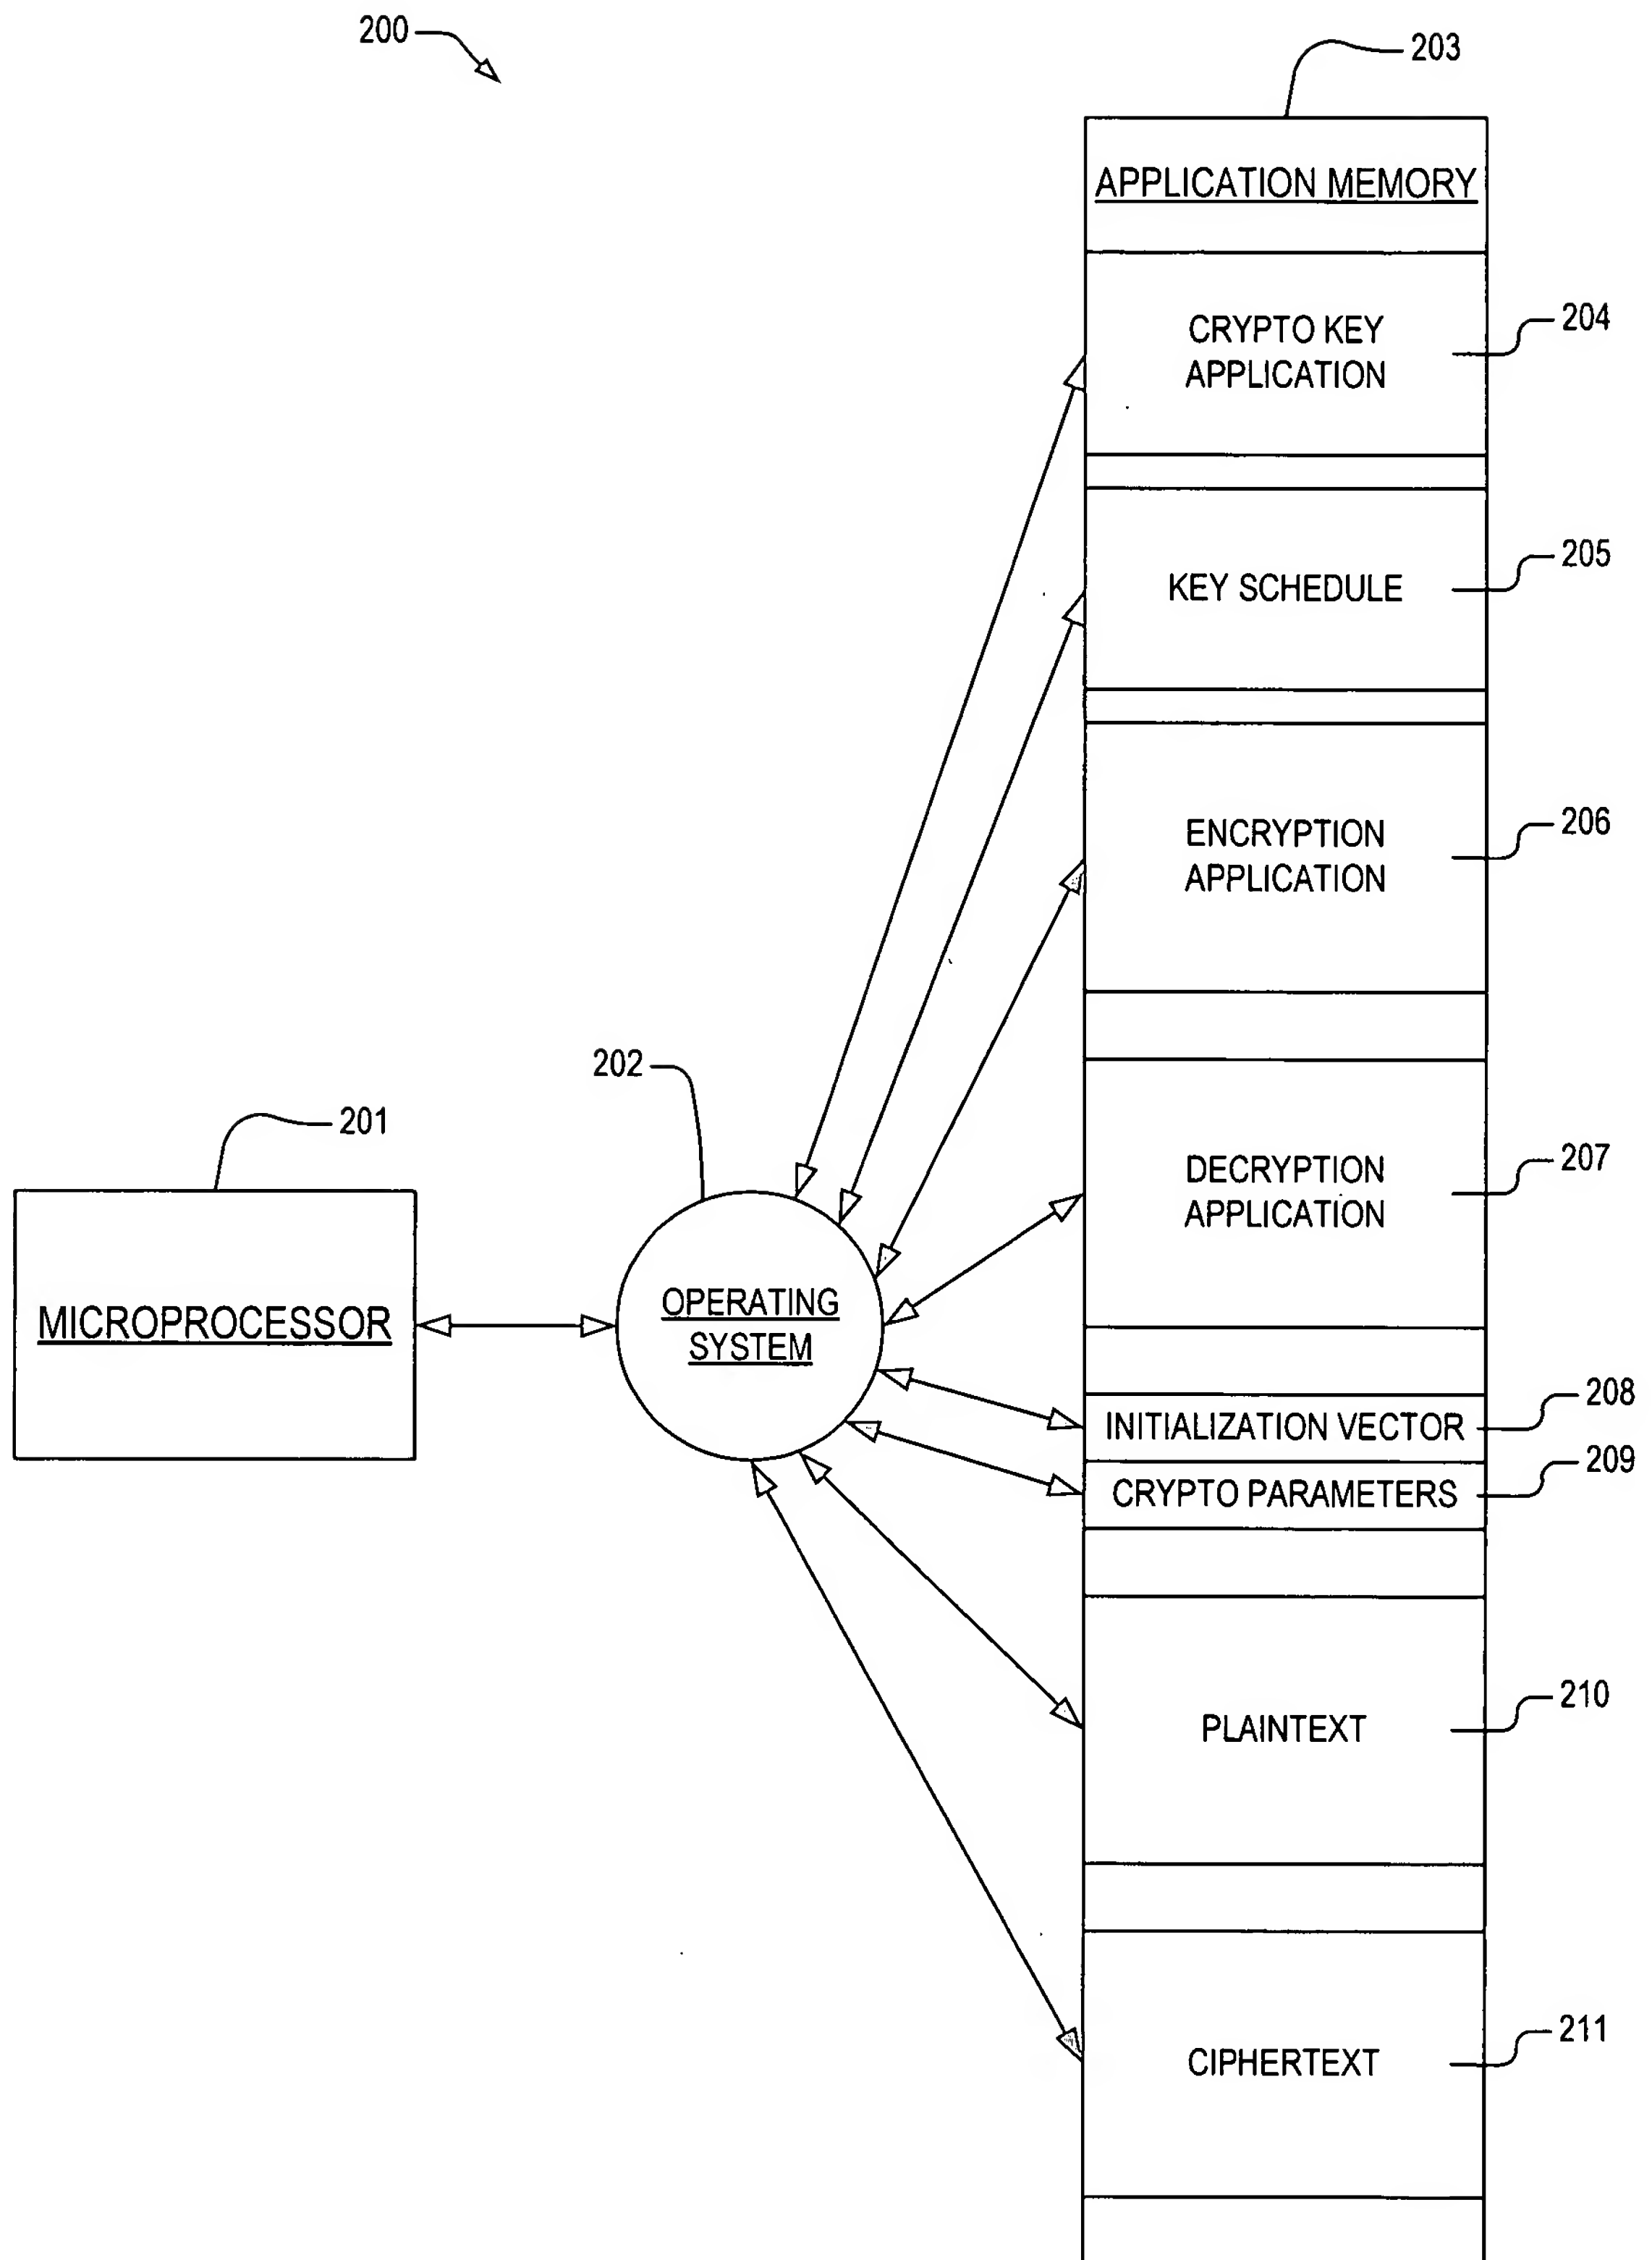 200
203
APPLICATION MEMORY
204
CRYPTO KEY
APPLICATION
205
KEY SCHEDULE
206
ENCRYPTION
APPLICATION
202
201
207
DECRYPTION
APPLICATION
MICROPROCESSOR
OPERATING
SYSTEM
208
INITIALIZATION VECTOR
209
CRYPTO PARAMETERS
210
PLAINTEXT
211
CIPHERTEXT